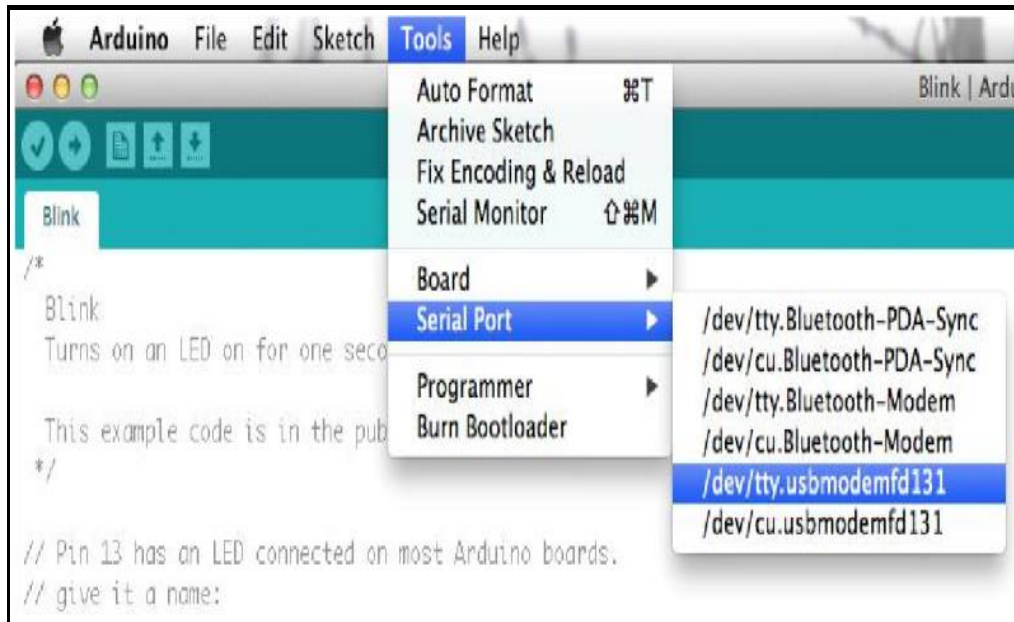 Arduino File Edit Sketch Tools Help
Blink | Ardu
Auto Format ⌘T
Archive Sketch
Fix Encoding & Reload
Serial Monitor ⇧⌘M
Board
Serial Port
Programmer
Burn Bootloader
/dev/tty.Bluetooth-PDA-Sync
/dev/cu.Bluetooth-PDA-Sync
/dev/tty.Bluetooth-Modem
/dev/cu.Bluetooth-Modem
/dev/tty.usbmodemfd131
/dev/cu.usbmodemfd131
Blink
/*
Blink
Turns on an LED on for one seco
This example code is in the pub
*/
// Pin 13 has an LED connected on most Arduino boards.
// give it a name: